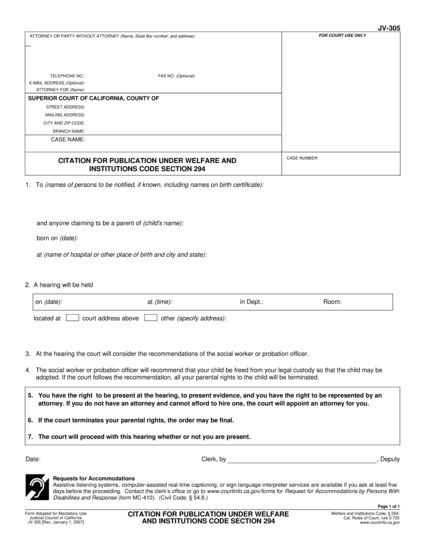 JV-305
ATTORNEY OR PARTY WITHOUT ATTORNEY (Name, State Bar number, and address):
FOR COURT USE ONLY
TELEPHONE NO.: FAX NO. (Optional):
E-MAIL ADDRESS (Optional):
ATTORNEY FOR (Name):
SUPERIOR COURT OF CALIFORNIA, COUNTY OF
STREET ADDRESS:
MAILING ADDRESS:
CITY AND ZIP CODE:
BRANCH NAME:
CASE NAME:
CITATION FOR PUBLICATION UNDER WELFARE AND
INSTITUTIONS CODE SECTION 294
CASE NUMBER:
1. To (names of persons to be notified, if known, including names on birth certificate):
and anyone claiming to be a parent of (child's name):
born on (date):
at (name of hospital or other place of birth and city and state):
2. A hearing will be held
on (date): at (time): in Dept.: Room:
located at court address above other (specify address):
3. At the hearing the court will consider the recommendations of the social worker or probation officer.
4. The social worker or probation officer will recommend that your child be freed from your legal custody so that the child may be
adopted. If the court follows the recommendation, all your parental rights to the child will be terminated.
5. You have the right to be present at the hearing, to present evidence, and you have the right to be represented by an
attorney. If you do not have an attorney and cannot afford to hire one, the court will appoint an attorney for you.
6. If the court terminates your parental rights, the order may be final.
7. The court will proceed with this hearing whether or not you are present.
Date: Clerk, by , Deputy
Requests for Accommodations
Assistive listening systems, computer-assisted real-time captioning, or sign language interpreter services are available if you ask at least five
days before the proceeding. Contact the clerk's office or go to www.courtinfo.ca.gov/forms for Request for Accommodations by Persons With
Disabilities and Response (form MC-410). (Civil Code, § 54.8.)
Page 1 of 1
Form Adopted for Mandatory Use
Judicial Council of California
JV-305 [Rev. January 1, 2007]
CITATION FOR PUBLICATION UNDER WELFARE
AND INSTITUTIONS CODE SECTION 294
Welfare and Institutions Code, § 294;
Cal. Rules of Court, rule 5.725
www.courtinfo.ca.gov